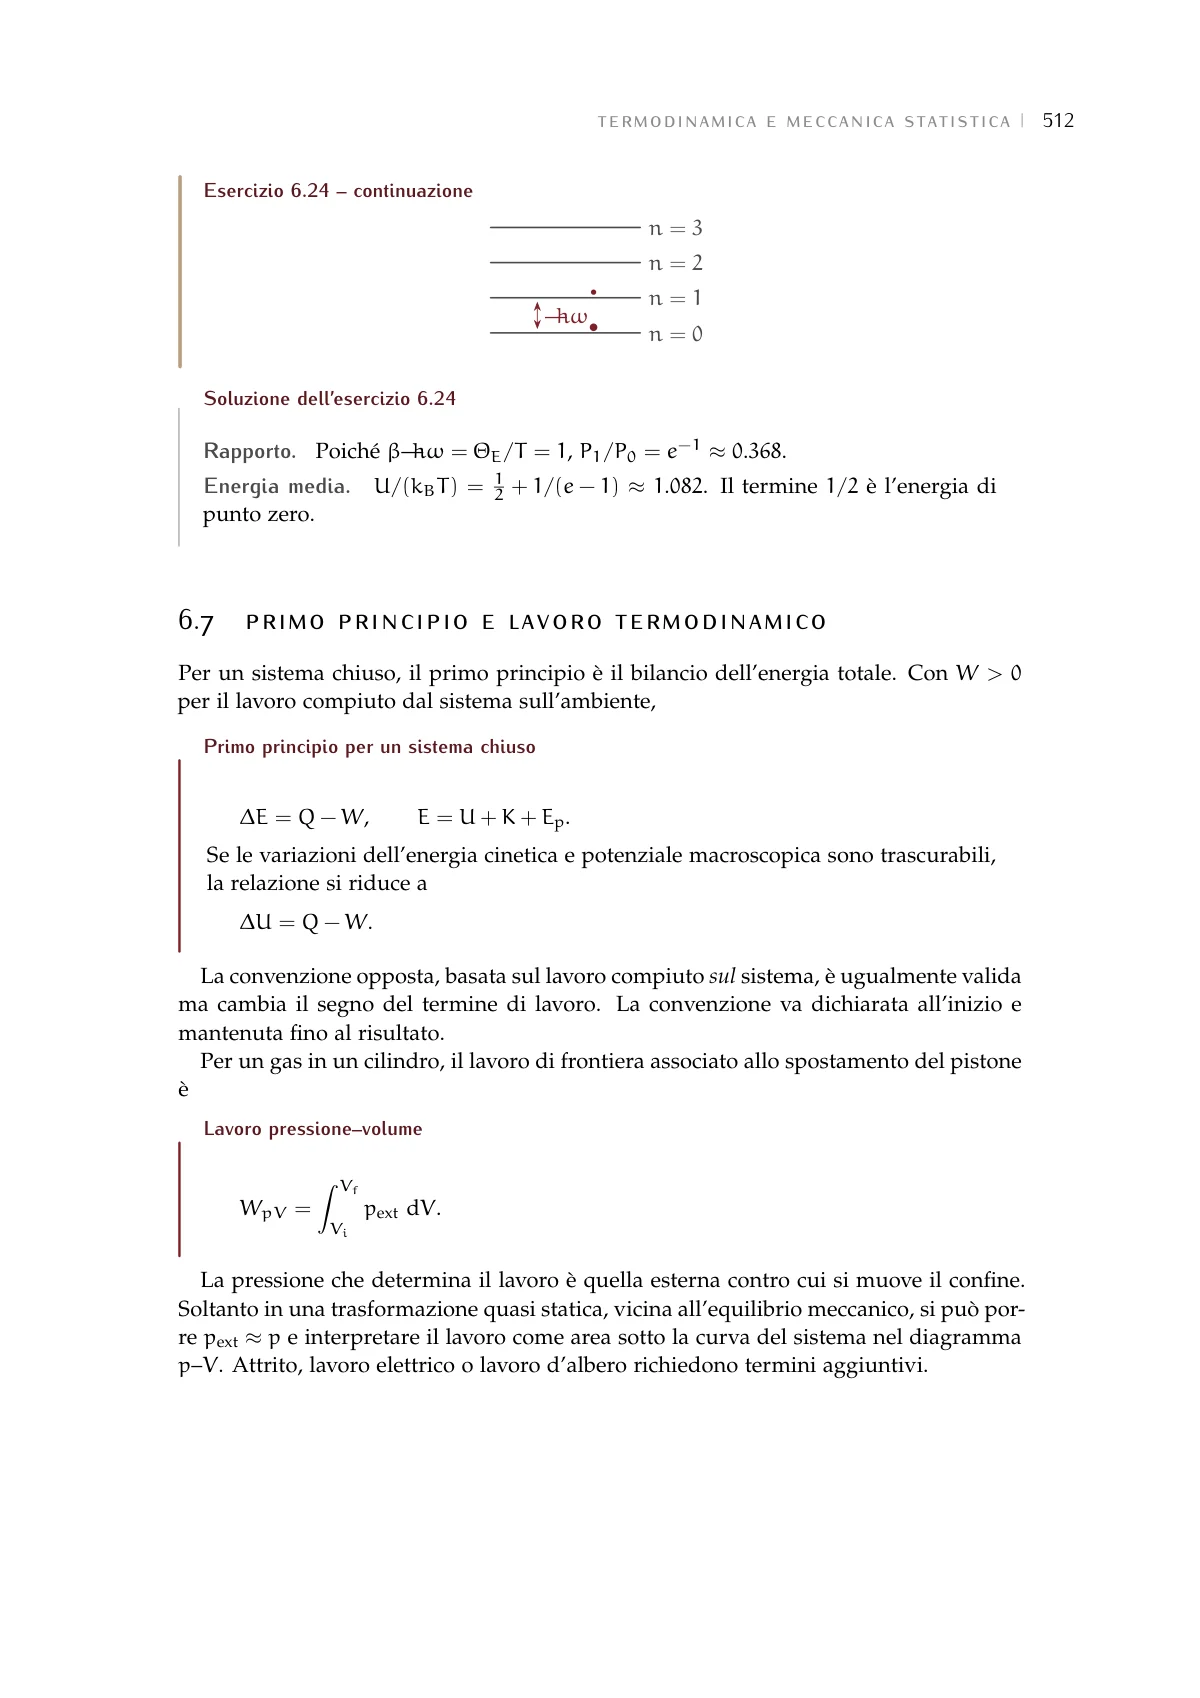 TERMODINAMICA E MECCANICA STATISTICA | 512
Esercizio 6.24 – continuazione
n = 3
n = 2
n = 1
ħω
n = 0
Soluzione dell'esercizio 6.24
Rapporto. Poiché βħω = Θ_E/T = 1, P₁/P₀ = e⁻¹ ≈ 0.368.
Energia media. U/(k_BT) = 1/2 + 1/(e − 1) ≈ 1.082. Il termine 1/2 è l'energia di
punto zero.
6.7 PRIMO PRINCIPIO E LAVORO TERMODINAMICO
Per un sistema chiuso, il primo principio è il bilancio dell'energia totale. Con W > 0
per il lavoro compiuto dal sistema sull'ambiente,
Primo principio per un sistema chiuso
ΔE = Q − W, E = U + K + E_p.
Se le variazioni dell'energia cinetica e potenziale macroscopica sono trascurabili,
la relazione si riduce a
ΔU = Q − W.
La convenzione opposta, basata sul lavoro compiuto sul sistema, è ugualmente valida
ma cambia il segno del termine di lavoro. La convenzione va dichiarata all'inizio e
mantenuta fino al risultato.
Per un gas in un cilindro, il lavoro di frontiera associato allo spostamento del pistone
è
Lavoro pressione–volume
W_pV = ∫_{V_i}^{V_f} p_ext dV.
La pressione che determina il lavoro è quella esterna contro cui si muove il confine.
Soltanto in una trasformazione quasi statica, vicina all'equilibrio meccanico, si può por-
re p_ext ≈ p e interpretare il lavoro come area sotto la curva del sistema nel diagramma
p–V. Attrito, lavoro elettrico o lavoro d'albero richiedono termini aggiuntivi.